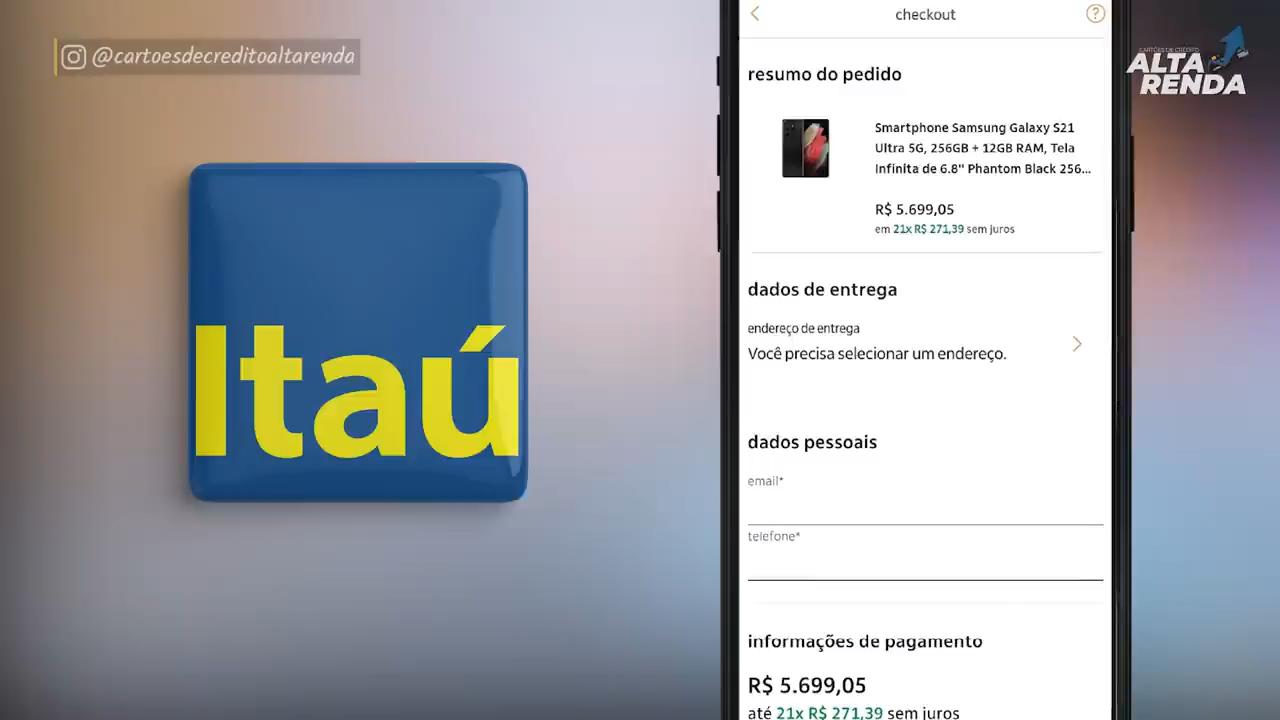 @cartoesdecreditoaltarenda
CARTÕES DE CRÉDITO
ALTA
RENDA
Itaú
checkout
?
resumo do pedido
Smartphone Samsung Galaxy S21
Ultra 5G, 256GB + 12GB RAM, Tela
Infinita de 6.8" Phantom Black 256...
R$ 5.699,05
em 21x R$ 271,39 sem juros
dados de entrega
endereço de entrega
Você precisa selecionar um endereço.
dados pessoais
email*
telefone*
informações de pagamento
R$ 5.699,05
até 21x R$ 271,39 sem juros